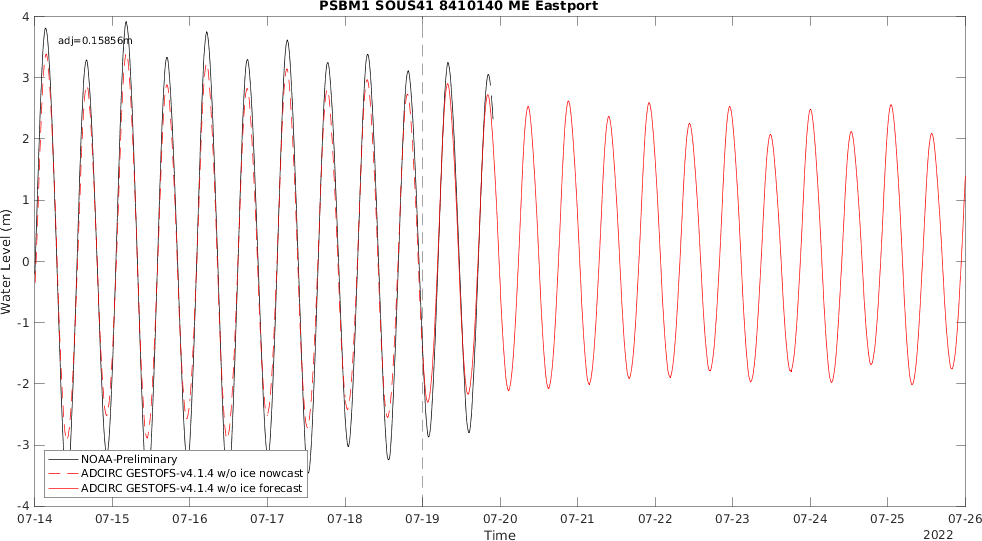 PSBM1 SOUS41 8410140 ME Eastport
adj=0.15856m
Water Level (m)
4
3
2
1
0
-1
-2
-3
-4
NOAA-Preliminary
ADCIRC GESTOFS-v4.1.4 w/o ice nowcast
ADCIRC GESTOFS-v4.1.4 w/o ice forecast
07-14 07-15 07-16 07-17 07-18 07-19 07-20 07-21 07-22 07-23 07-24 07-25 07-26
Time
2022